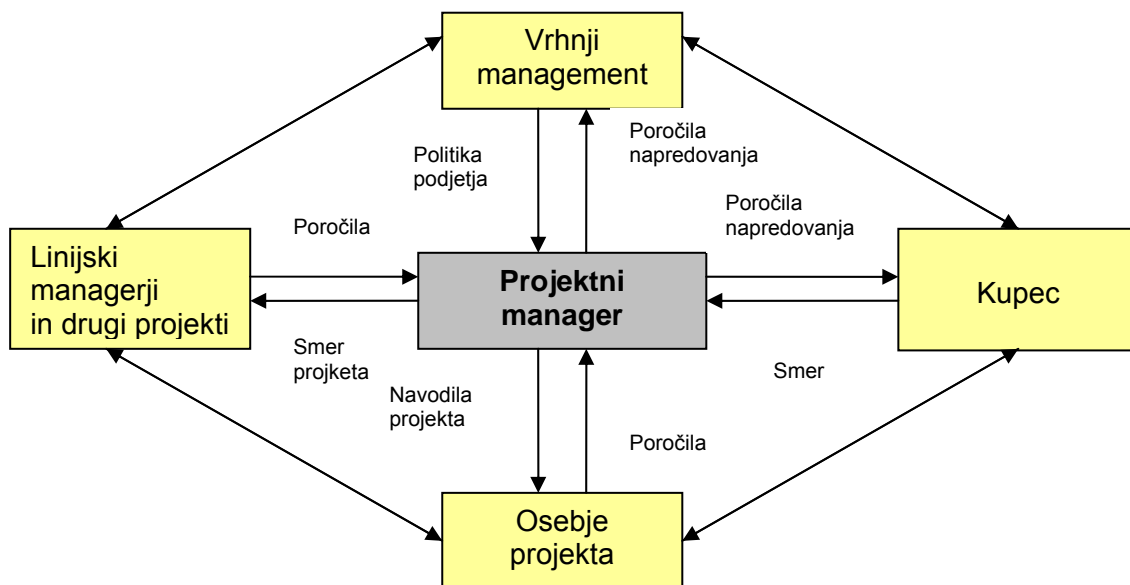 Vrhnji
management
Politika
podjetja
Poročila
napredovanja
Poročila
Poročila
napredovanja
Linijski
managerji
in drugi projekti
Projektni
manager
Kupec
Smer
projketa
Navodila
projekta
Smer
Poročila
Osebje
projekta